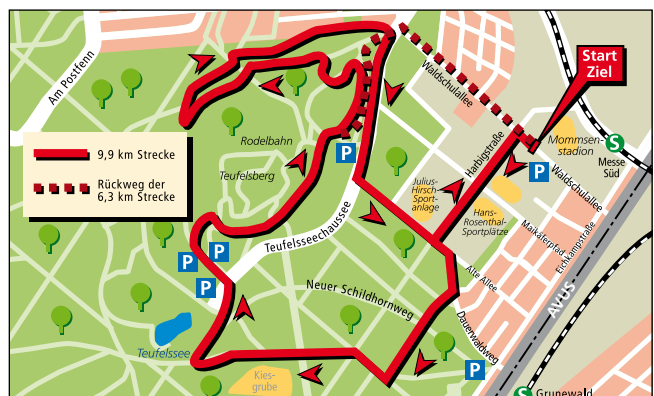 Am Postfenn
Start
Ziel
Waldschulallee
9,9 km Strecke
Rückweg der
6,3 km Strecke
Rodelbahn
Teufelsberg
P
Harbigstraße
Mommsen-
stadion
S
Messe
Süd
P
Waldschulallee
Julius-
Hirsch-
Sport-
anlage
Hans-
Rosenthal-
Sportplätze
Maikäferpfad
Eichkampstraße
Teufelsseechaussee
P
P
P
Alte Allee
AVUS
Neuer Schildhornweg
Dauerwaldweg
Teufelssee
Kies-
grube
P
S
Grunewald